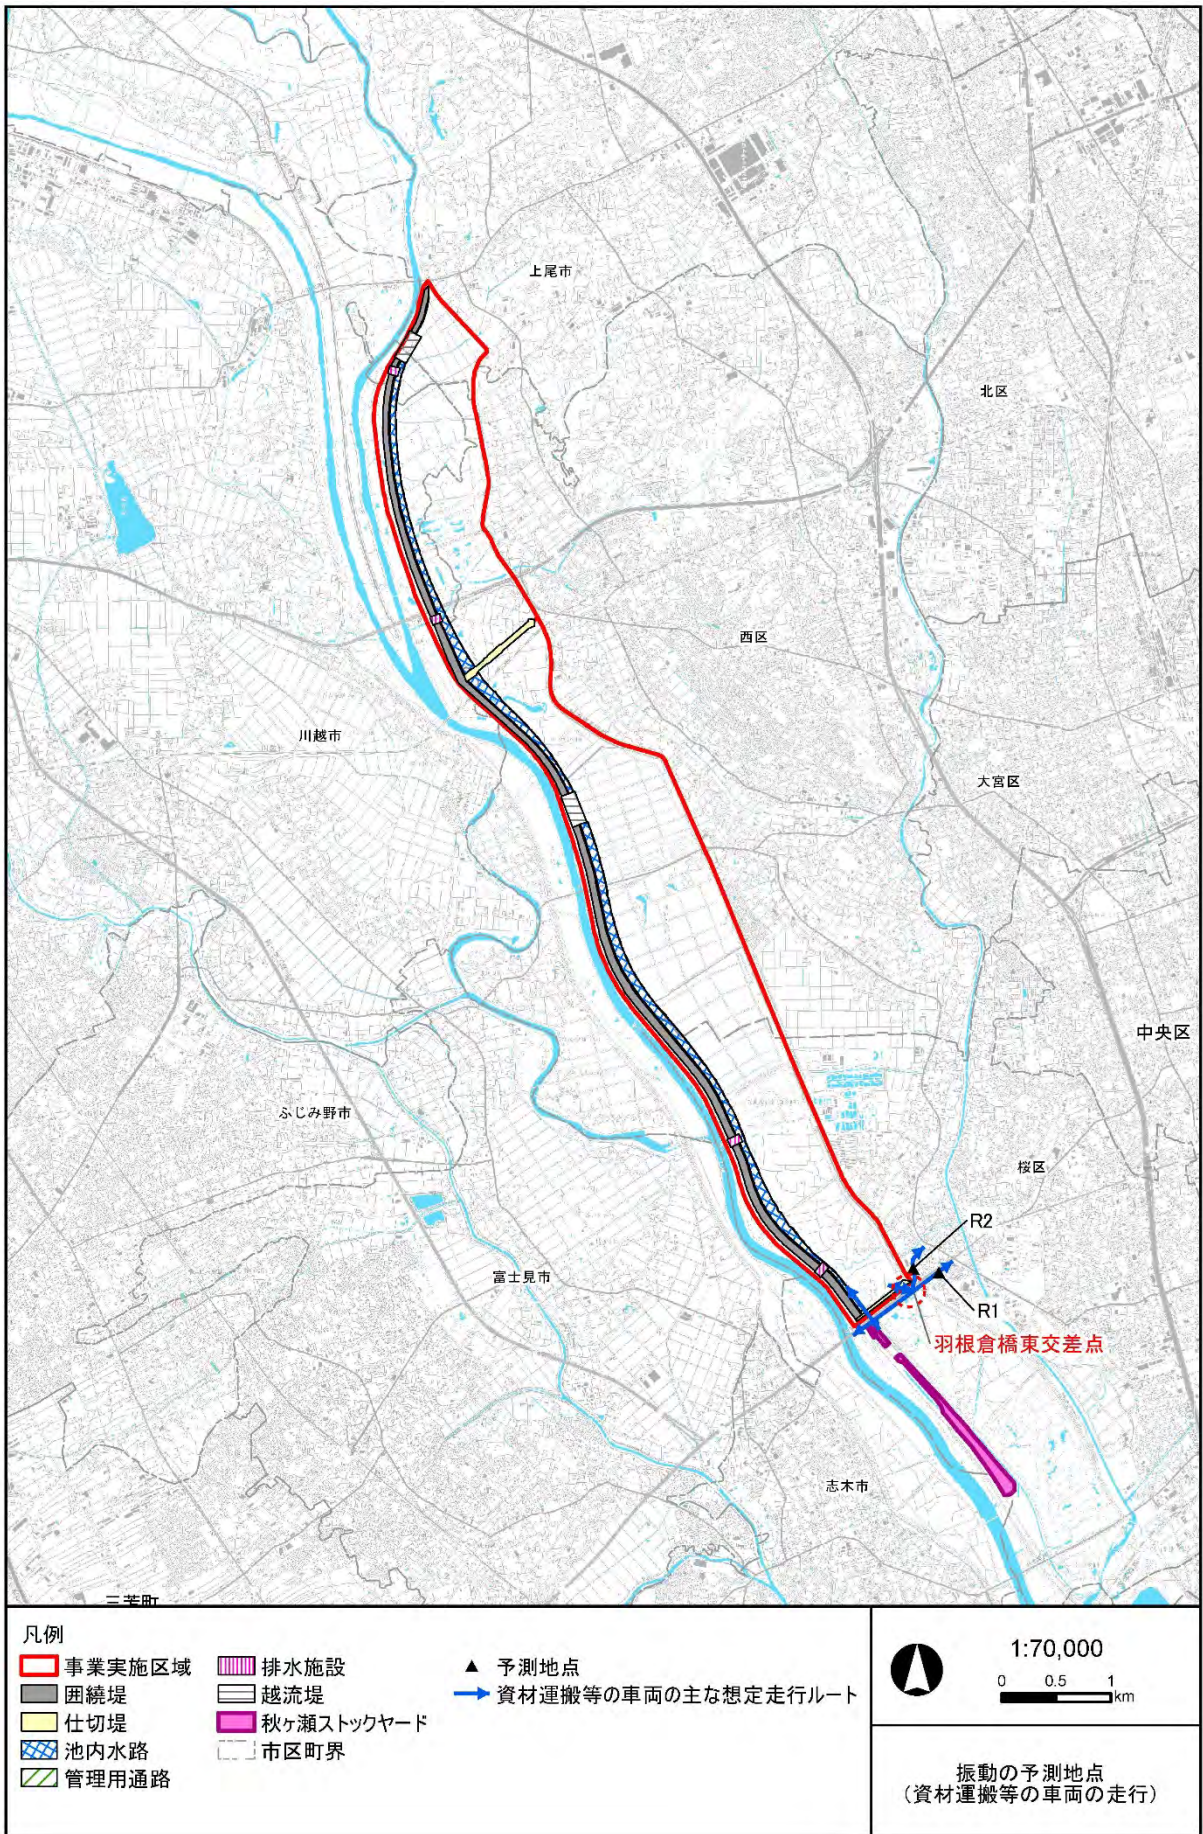 上尾市
北区
西区
川越市
大宮区
中央区
ふじみ野市
桜区
R2
富士見市
R1
羽根倉橋東交差点
志木市
三芳町
凡例
事業実施区域
囲繞堤
仕切堤
池内水路
管理用通路
排水施設
越流堤
秋ヶ瀬ストックヤード
市区町界
予測地点
資材運搬等の車両の主な想定走行ルート
1:70,000
0 0.5 1
km
振動の予測地点
(資材運搬等の車両の走行)